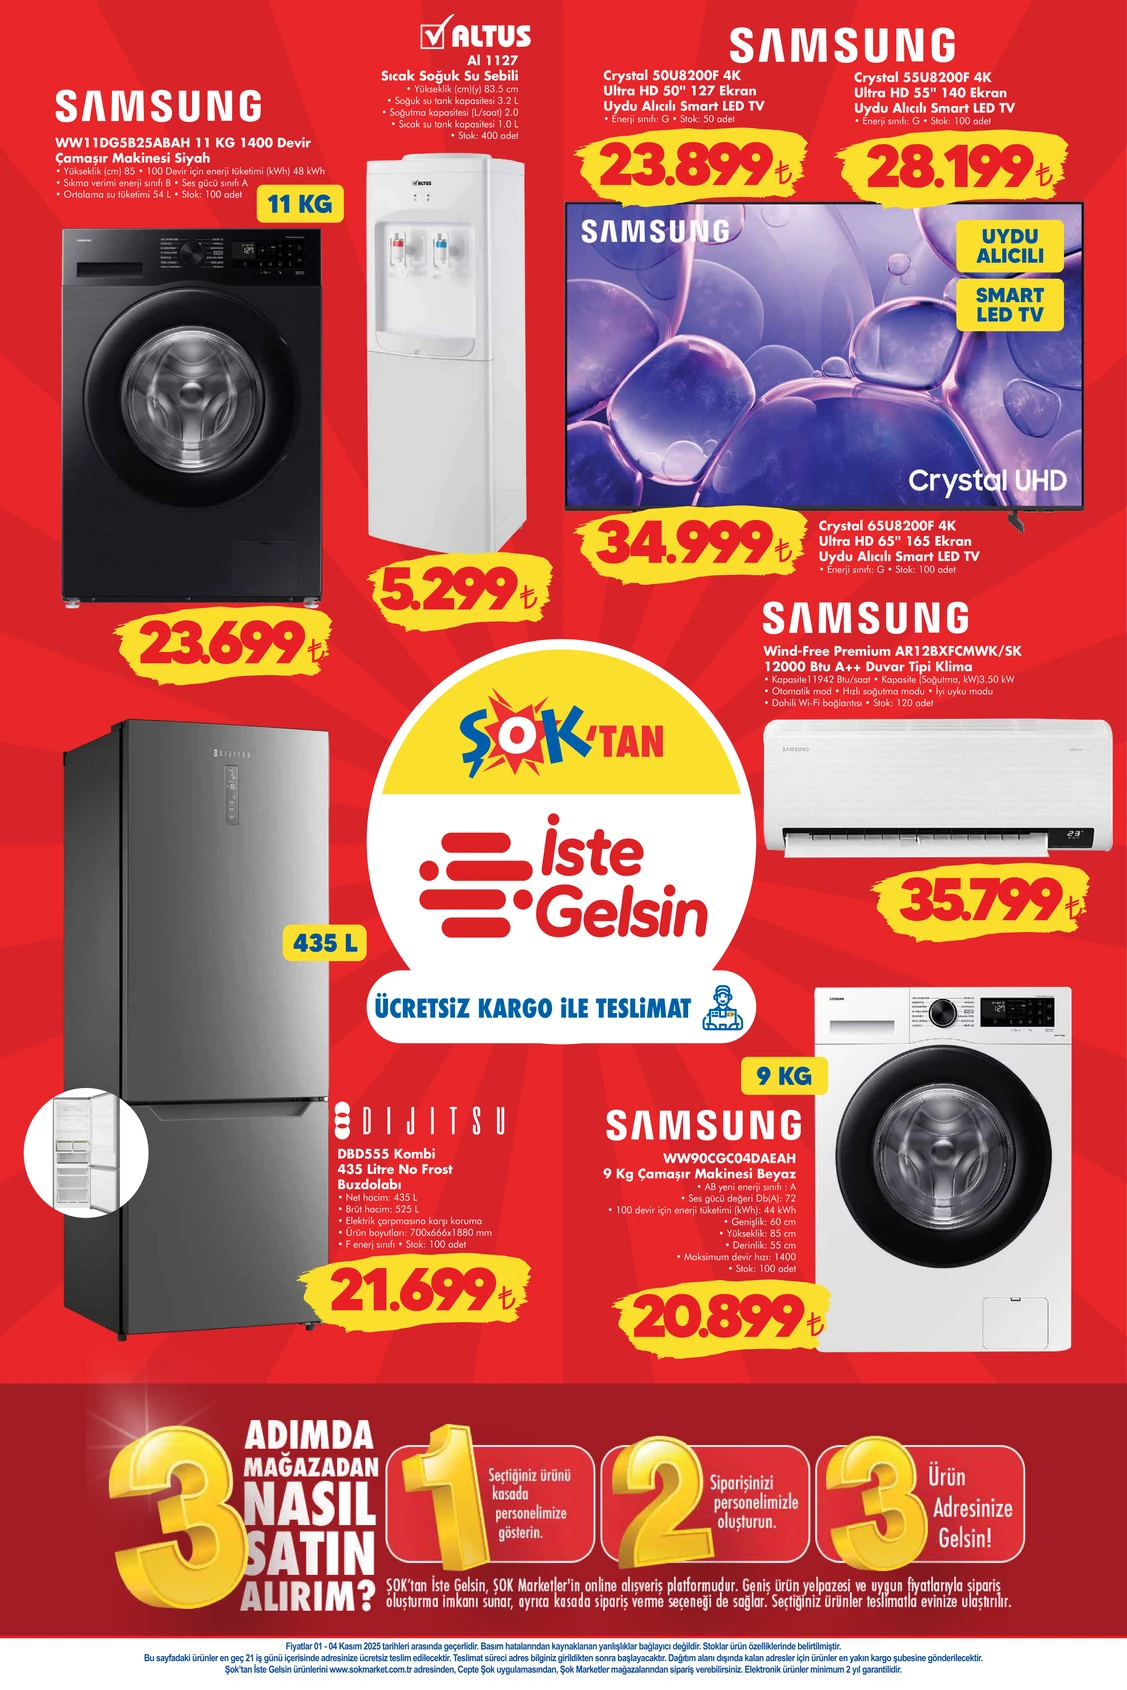 SAMSUNG
WW11DG5B25ABAH 11 KG 1400 Devir
Çamaşır Makinesi Siyah
• Yükseklik (cm) 85 • 100 Devir için enerji tüketimi (kWh) 48 kWh
• Sıkma verimi enerji sınıfı B • Ses gücü sınıfı A
• Ortalama su tüketimi 54 L • Stok: 100 adet
11 KG
23.699₺
ALTUS
Al 1127
Sıcak Soğuk Su Sebili
• Yükseklik (cm)(y) 83.5 cm
• Soğuk su tank kapasitesi 3.2 L
• Soğutma kapasitesi (L/saat) 2.0
• Sıcak su tank kapasitesi 1.0 L
• Stok: 400 adet
ALTUS
5.299₺
SAMSUNG
Crystal 50U8200F 4K
Ultra HD 50" 127 Ekran
Uydu Alıcılı Smart LED TV
• Enerji sınıfı: G • Stok: 50 adet
23.899₺
Crystal 55U8200F 4K
Ultra HD 55" 140 Ekran
Uydu Alıcılı Smart LED TV
• Enerji sınıfı: G • Stok: 100 adet
28.199₺
SAMSUNG
UYDU
ALICILI
SMART
LED TV
Crystal UHD
34.999₺
Crystal 65U8200F 4K
Ultra HD 65" 165 Ekran
Uydu Alıcılı Smart LED TV
• Enerji sınıfı: G • Stok: 100 adet
SAMSUNG
Wind-Free Premium AR12BXFCMWK/SK
12000 Btu A++ Duvar Tipi Klima
• Kapasite11942 Btu/saat • Kapasite (Soğutma, kW)3.50 kW
• Otomatik mod • Hızlı soğutma modu • İyi uyku modu
• Dahili Wi-Fi bağlantısı • Stok: 120 adet
SAMSUNG
23°
35.799₺
ŞOK'TAN
İste
Gelsin
ÜCRETSİZ KARGO İLE TESLİMAT
DIJITSU
435 L
DIJITSU
DBD555 Kombi
435 Litre No Frost
Buzdolabı
• Net hacim: 435 L
• Brüt hacim: 525 L
• Elektrik çarpmasına karşı koruma
• Ürün boyutları: 700x666x1880 mm
• F enerj sınıfı • Stok: 100 adet
21.699₺
9 KG
SAMSUNG
WW90CGC04DAEAH
9 Kg Çamaşır Makinesi Beyaz
• AB yeni enerji sınıfı : A
• Ses gücü değeri Db(A): 72
• 100 devir için enerji tüketimi (kWh): 44 kWh
• Genişlik: 60 cm
• Yükseklik: 85 cm
• Derinlik: 55 cm
• Maksimum devir hızı: 1400
• Stok: 100 adet
20.899₺
3 ADIMDA
MAĞAZADAN
NASIL
SATIN
ALIRIM?
1
Seçtiğiniz ürünü
kasada
personelimize
gösterin.
2
Siparişinizi
personelimizle
oluşturun.
3
Ürün
Adresinize
Gelsin!
ŞOK'tan İste Gelsin, ŞOK Marketler'in online alışveriş platformudur. Geniş ürün yelpazesi ve uygun fiyatlarıyla sipariş
oluşturma imkanı sunar, ayrıca kasada sipariş verme seçeneği de sağlar. Seçtiğiniz ürünler teslimatla evinize ulaştırılır.
Fiyatlar 01 - 04 Kasım 2025 tarihleri arasında geçerlidir. Basım hatalarından kaynaklanan yanlışlıklar bağlayıcı değildir. Stoklar ürün özelliklerinde belirtilmiştir.
Bu sayfadaki ürünler en geç 21 iş günü içerisinde adresinize ücretsiz teslim edilecektir. Teslimat süreci adres bilginiz girildikten sonra başlayacaktır. Dağıtım alanı dışında kalan adresler için ürünler en yakın kargo şubesine gönderilecektir.
Şok'tan İste Gelsin ürünlerini www.sokmarket.com.tr adresinden, Cepte Şok uygulamasından, Şok Marketler mağazalarından sipariş verebilirsiniz. Elektronik ürünler minimum 2 yıl garantilidir.